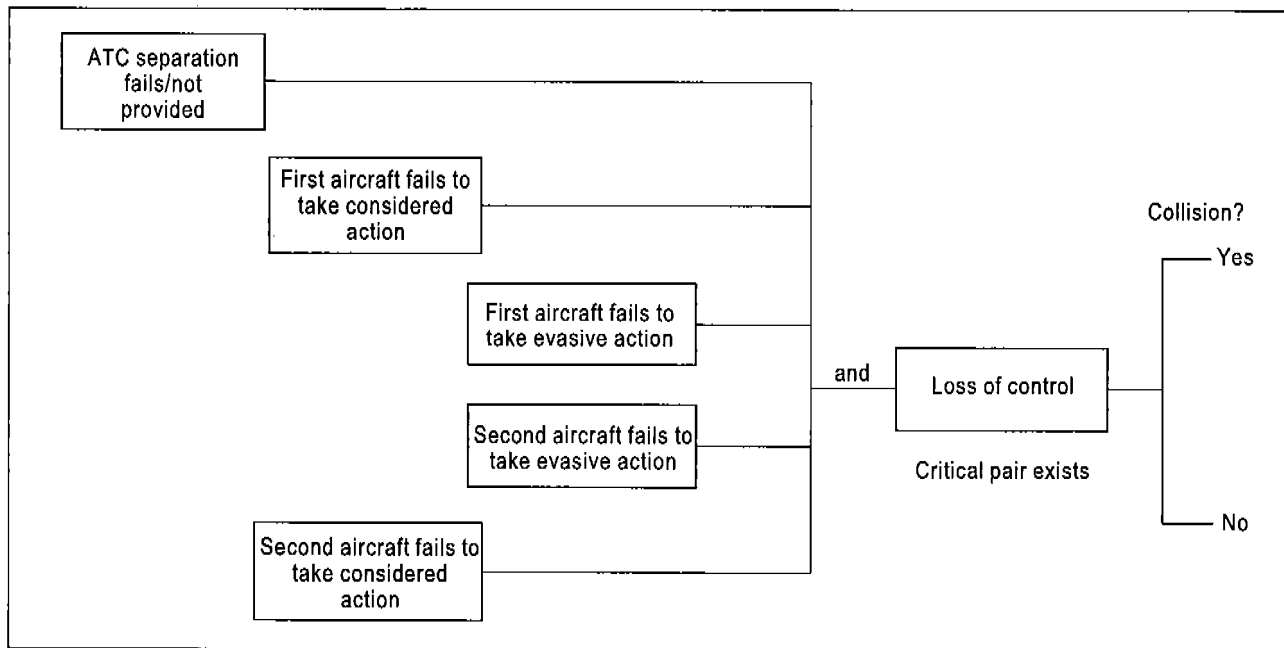 ATC separation
fails/not
provided
First aircraft fails to
take considered
action
First aircraft fails to
take evasive action
Second aircraft fails to
take evasive action
Second aircraft fails to
take considered
action
and
Loss of control
Critical pair exists
Collision?
Yes
No